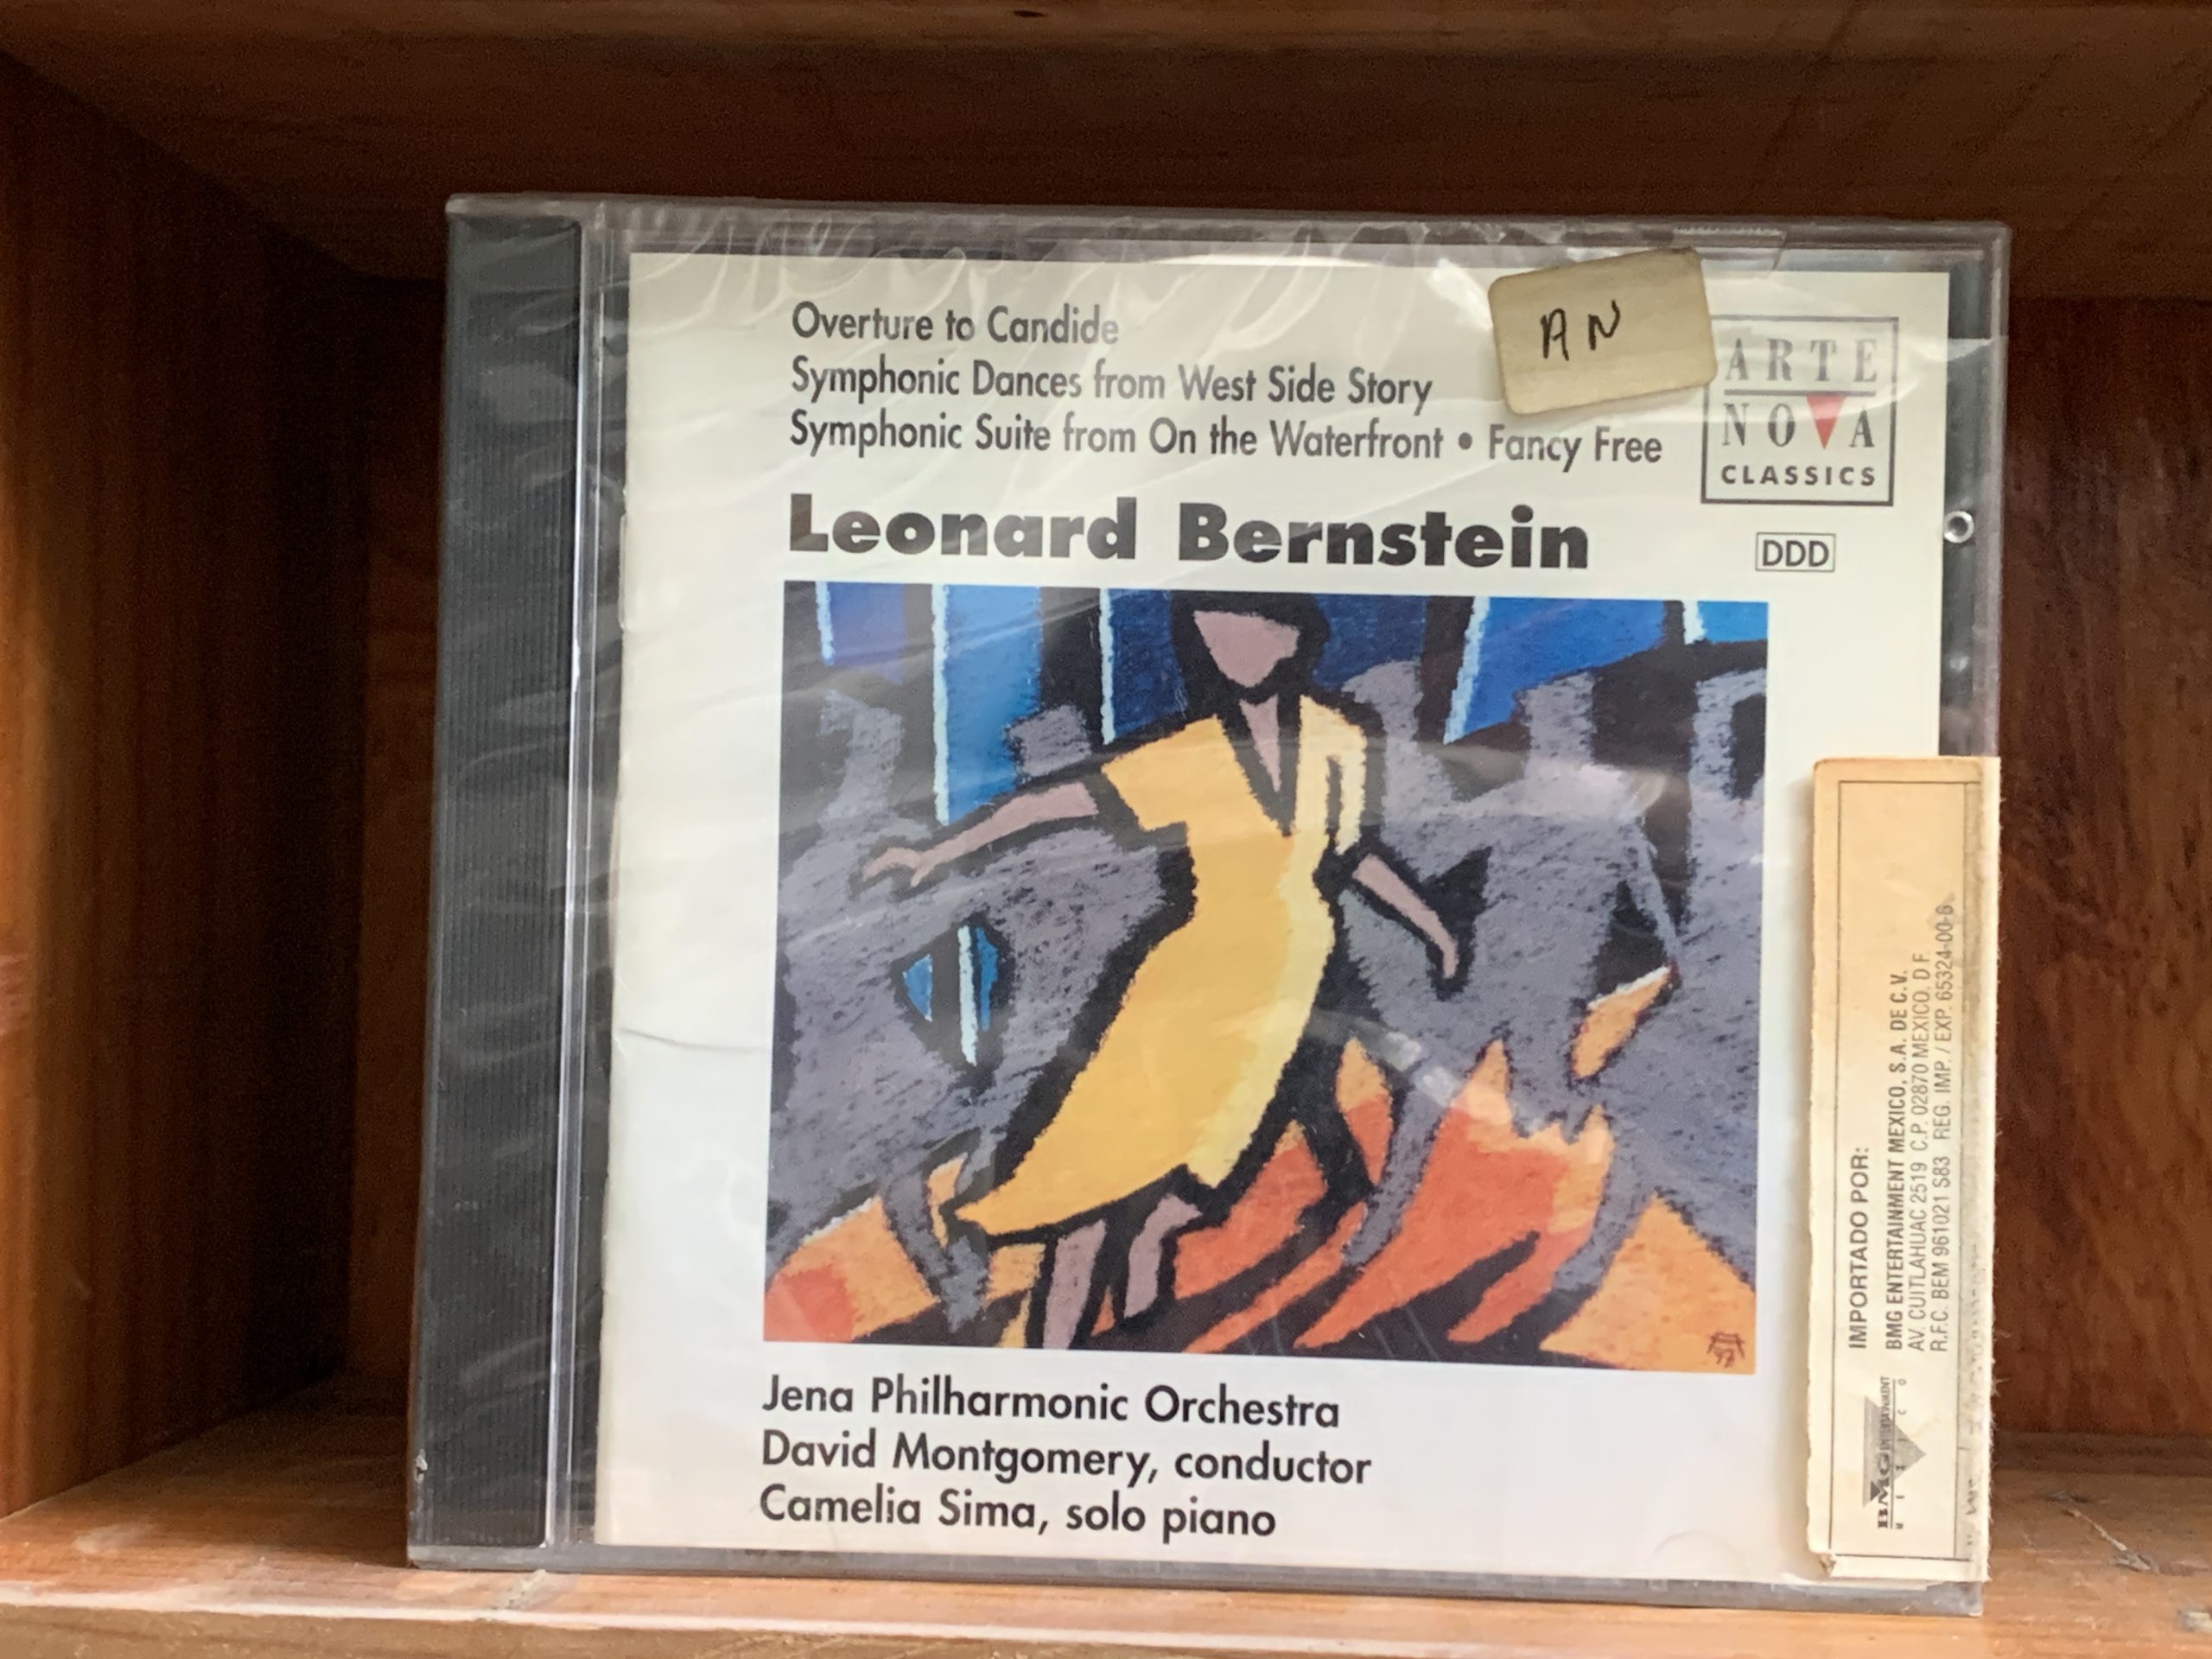 Overture to Candide
Symphonic Dances from West Side Story
Symphonic Suite from On the Waterfront • Fancy Free
AN
ARTE
NOVA
CLASSICS
Leonard Bernstein
DDD
Jena Philharmonic Orchestra
David Montgomery, conductor
Camelia Sima, solo piano
IMPORTADO POR:
BMG ENTERTAINMENT MEXICO, S.A. DE C.V.
AV. CUITLAHUAC 2519 C.P. 02870 MEXICO, D.F.
R.F.C. BEM 961021 S83 REG. IMP. / EXP. 65324-00-6
BMG